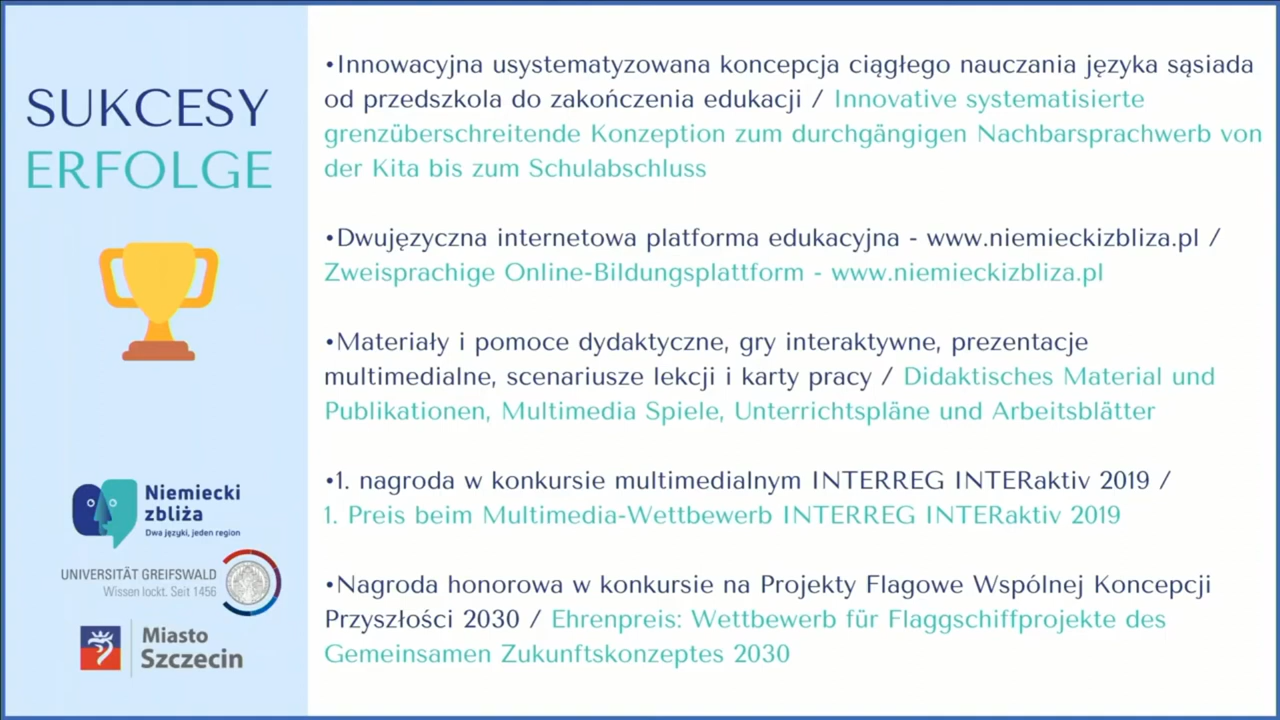 SUKCESY
ERFOLGE
•Innowacyjna usystematyzowana koncepcja ciągłego nauczania języka sąsiada
od przedszkola do zakończenia edukacji / Innovative systematisierte
grenzüberschreitende Konzeption zum durchgängigen Nachbarsprachwerb von
der Kita bis zum Schulabschluss
•Dwujęzyczna internetowa platforma edukacyjna - www.niemieckizbliza.pl /
Zweisprachige Online-Bildungsplattform - www.niemieckizbliza.pl
•Materiały i pomoce dydaktyczne, gry interaktywne, prezentacje
multimedialne, scenariusze lekcji i karty pracy / Didaktisches Material und
Publikationen, Multimedia Spiele, Unterrichtspläne und Arbeitsblätter
•1. nagroda w konkursie multimedialnym INTERREG INTERaktiv 2019 /
1. Preis beim Multimedia-Wettbewerb INTERREG INTERaktiv 2019
•Nagroda honorowa w konkursie na Projekty Flagowe Wspólnej Koncepcji
Przyszłości 2030 / Ehrenpreis: Wettbewerb für Flaggschiffprojekte des
Gemeinsamen Zukunftskonzeptes 2030
Niemiecki
zbliża
Dwa języki, jeden region
UNIVERSITÄT GREIFSWALD
Wissen lockt. Seit 1456
Miasto
Szczecin